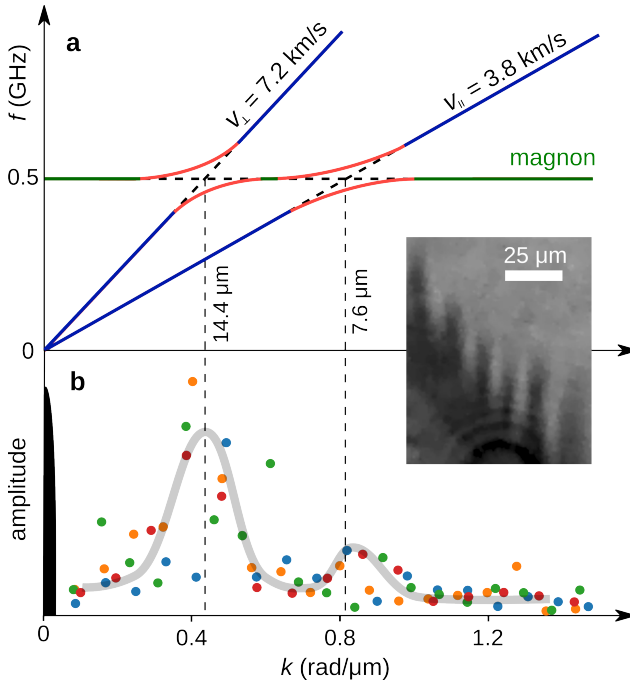 a
f (GHz)
v⊥ = 7.2 km/s
v∥ = 3.8 km/s
magnon
0.5
25 μm
14.4 μm
7.6 μm
0
b
amplitude
0
0.4
0.8
1.2
k (rad/μm)